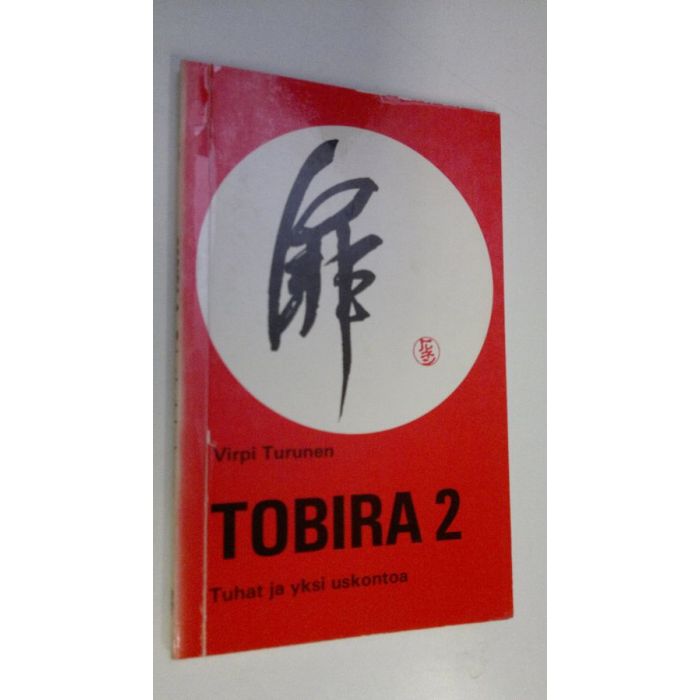 扉
Virpi Turunen
TOBIRA 2
Tuhat ja yksi uskontoa